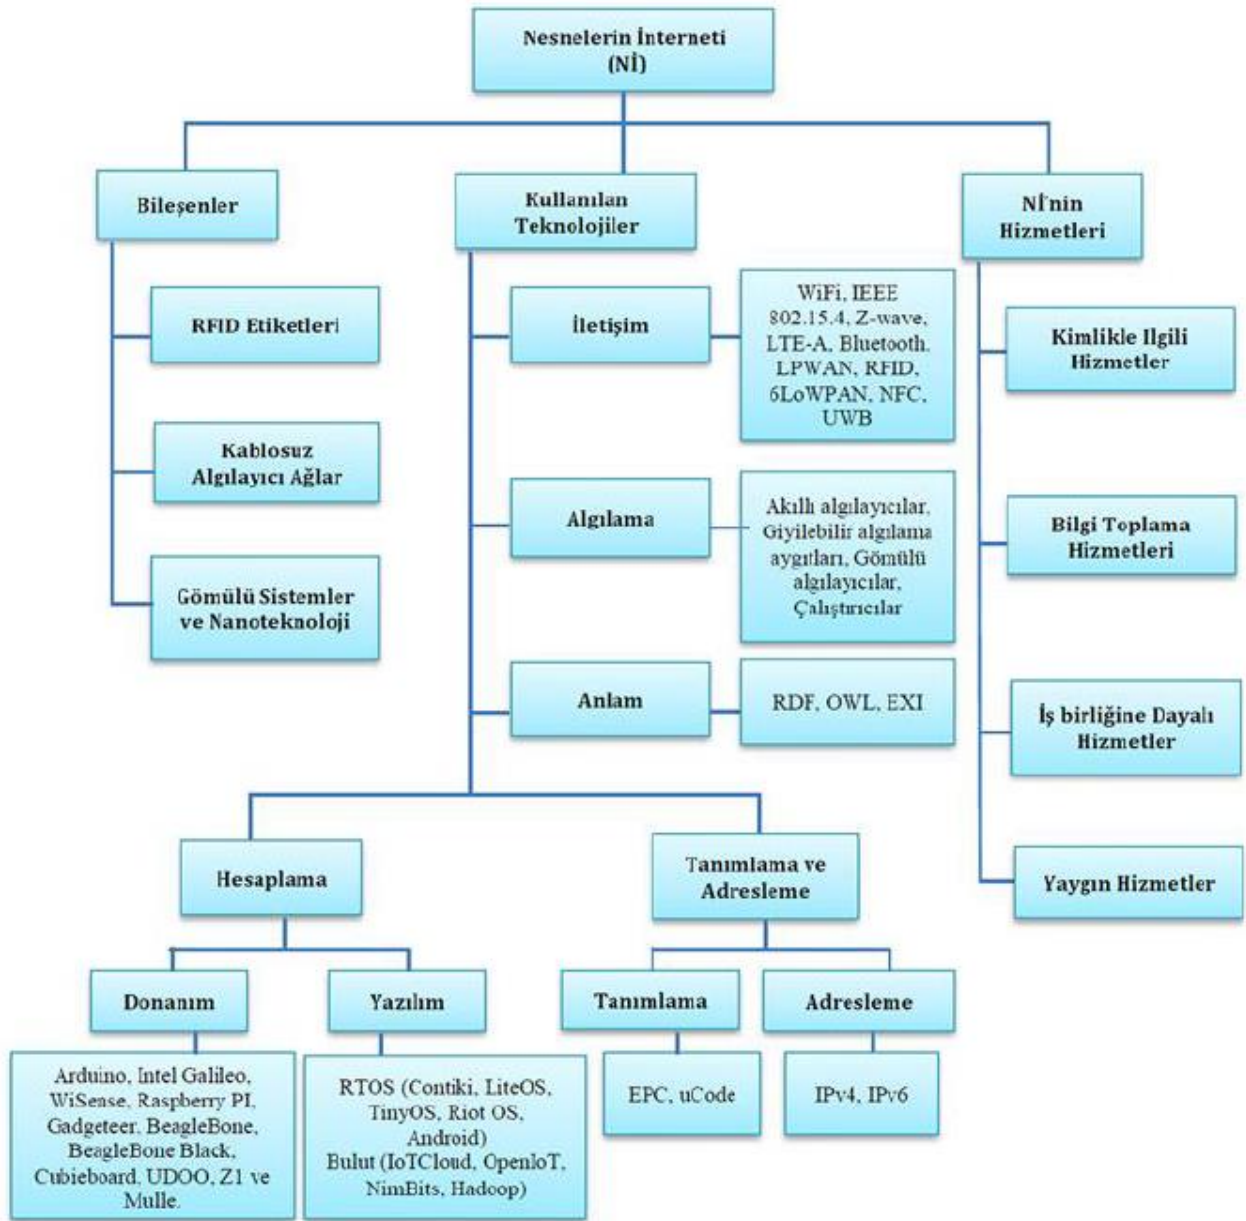 Nesnelerin İnterneti
(Nİ)
Bileşenler
RFID Etiketleri
Kablosuz
Algılayıcı Ağlar
Gömülü Sistemler
ve Nanoteknoloji
Kullanılan
Teknolojiler
İletişim
WiFi, IEEE
802.15.4, Z-wave,
LTE-A, Bluetooth.
LPWAN, RFID,
6LoWPAN, NFC,
UWB
Algılama
Akıllı algılayıcılar,
Giyilebilir algılama
aygıtları, Gömülü
algılayıcılar,
Çalıştırıcılar
Anlam
RDF, OWL, EXI
Hesaplama
Donanım
Arduino, Intel Galileo,
WiSense, Raspberry PI,
Gadgeteer, BeagleBone,
BeagleBone Black,
Cubieboard, UDOO, Z1 ve
Mulle.
Yazılım
RTOS (Contiki, LiteOS,
TinyOS, Riot OS,
Android)
Bulut (IoTCloud, OpenIoT,
NimBits, Hadoop)
Tanımlama ve
Adresleme
Tanımlama
EPC, uCode
Adresleme
IPv4, IPv6
Nİ'nin
Hizmetleri
Kimlikle Ilgili
Hizmetler
Bilgi Toplama
Hizmetleri
İş birliğine Dayalı
Hizmetler
Yaygın Hizmetler